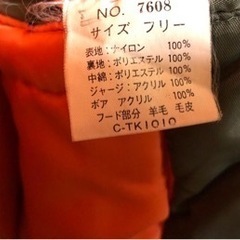 NO. 7608
サイズ フリー
表地:ナイロン 100%
裏地:ポリエステル 100%
中綿:ポリエステル 100%
ジャージ:アクリル 100%
ボア アクリル 100%
フード部分 羊毛 毛皮
C-TK1010